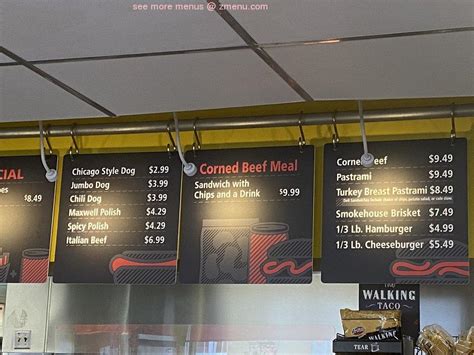 see more menus @ zmenu.com
CIAL
$8.49
Chicago Style Dog $2.99
Jumbo Dog $3.99
Chili Dog $3.99
Maxwell Polish $4.29
Spicy Polish $4.29
Italian Beef $6.99
Corned Beef Meal
Sandwich with
Chips and a Drink $9.99
Corned Beef $9.49
Pastrami $9.49
Turkey Breast Pastrami $8.49
Smokehouse Brisket $7.49
1/3 Lb. Hamburger $4.99
1/3 Lb. Cheeseburger $5.49
WALKING
TACO
TEAR